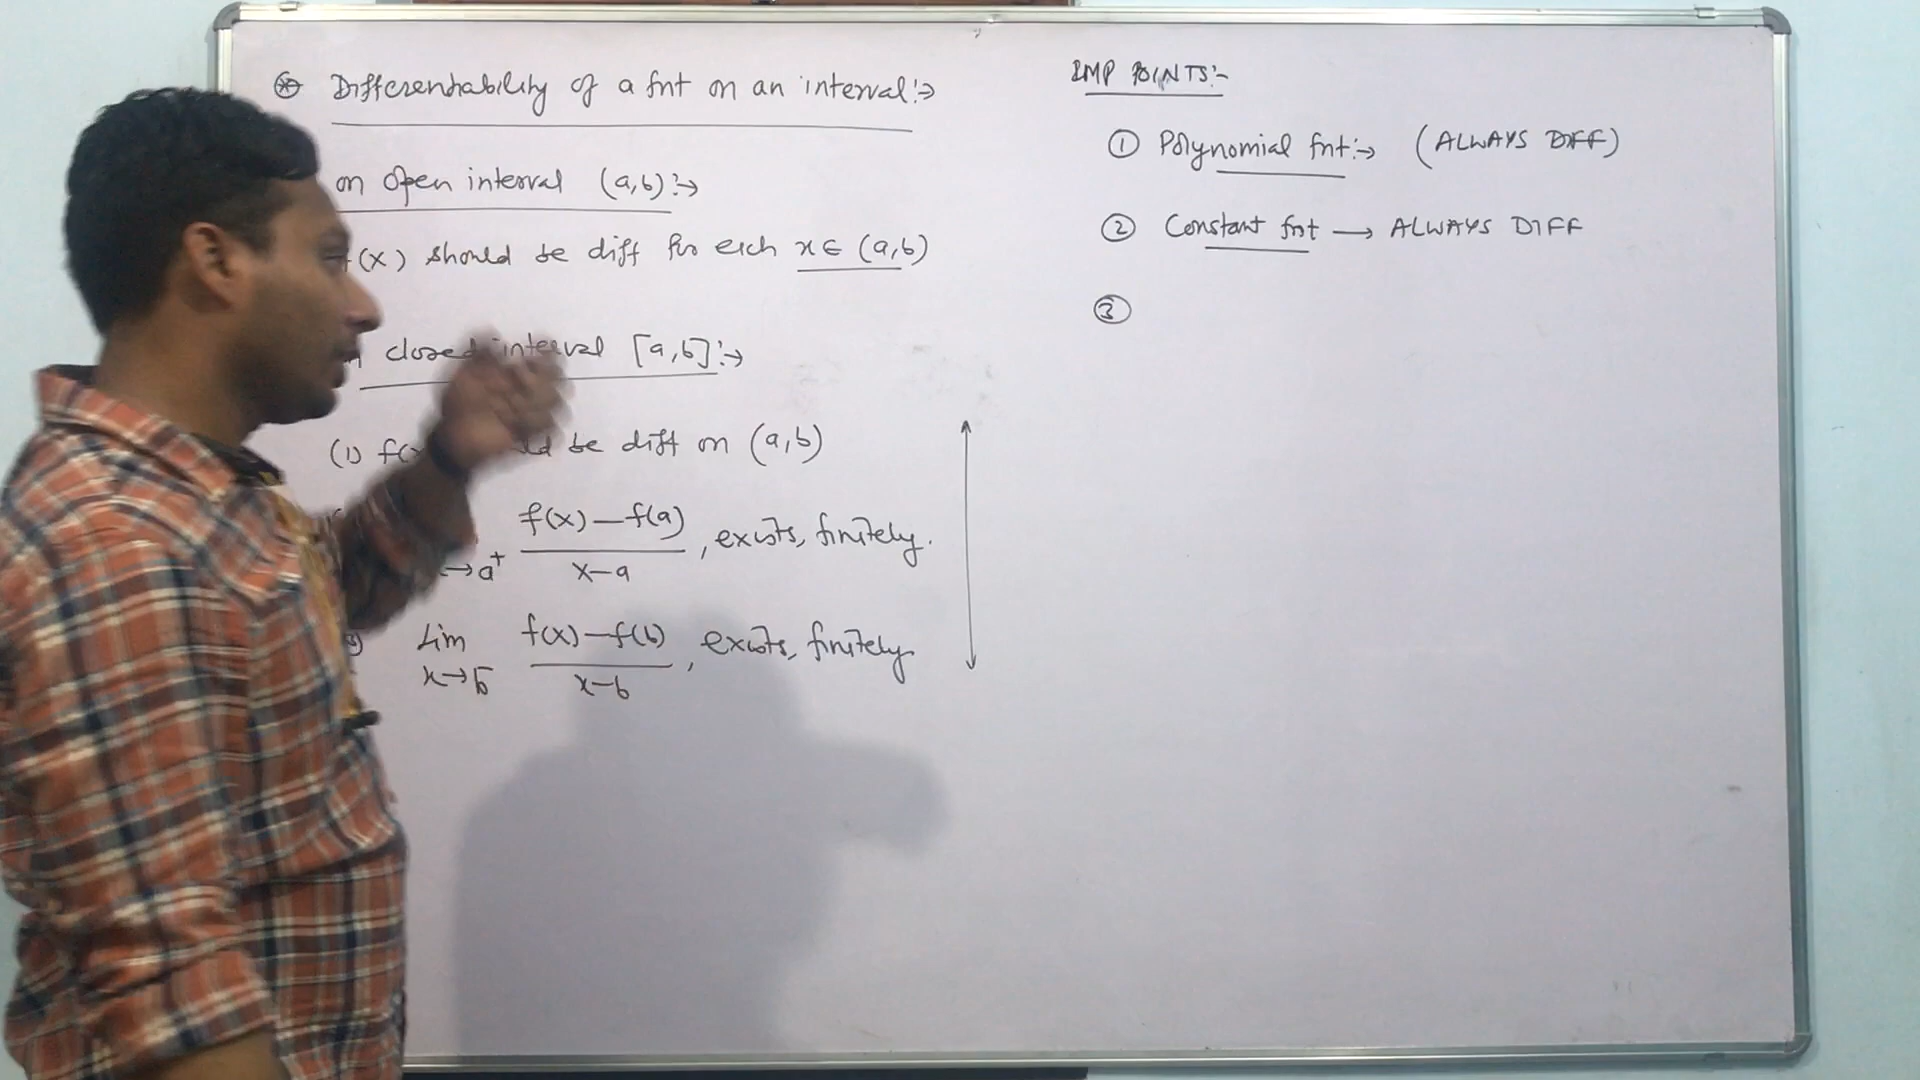 Differentiability of a fnt on an interval:→
on open interval (a,b):→
f(x) should be diff for each x ∈ (a,b)
closed interval [a,b]:→
(1) be diff on (a,b)
→a⁺ f(x)—f(a) / x—a , exists, finitely.
Lim x→b⁻ f(x)—f(b) / x—b , exists, finitely
IMP POINTS:-
① Polynomial fnt:→ (ALWAYS DIFF)
② Constant fnt → ALWAYS DIFF
③